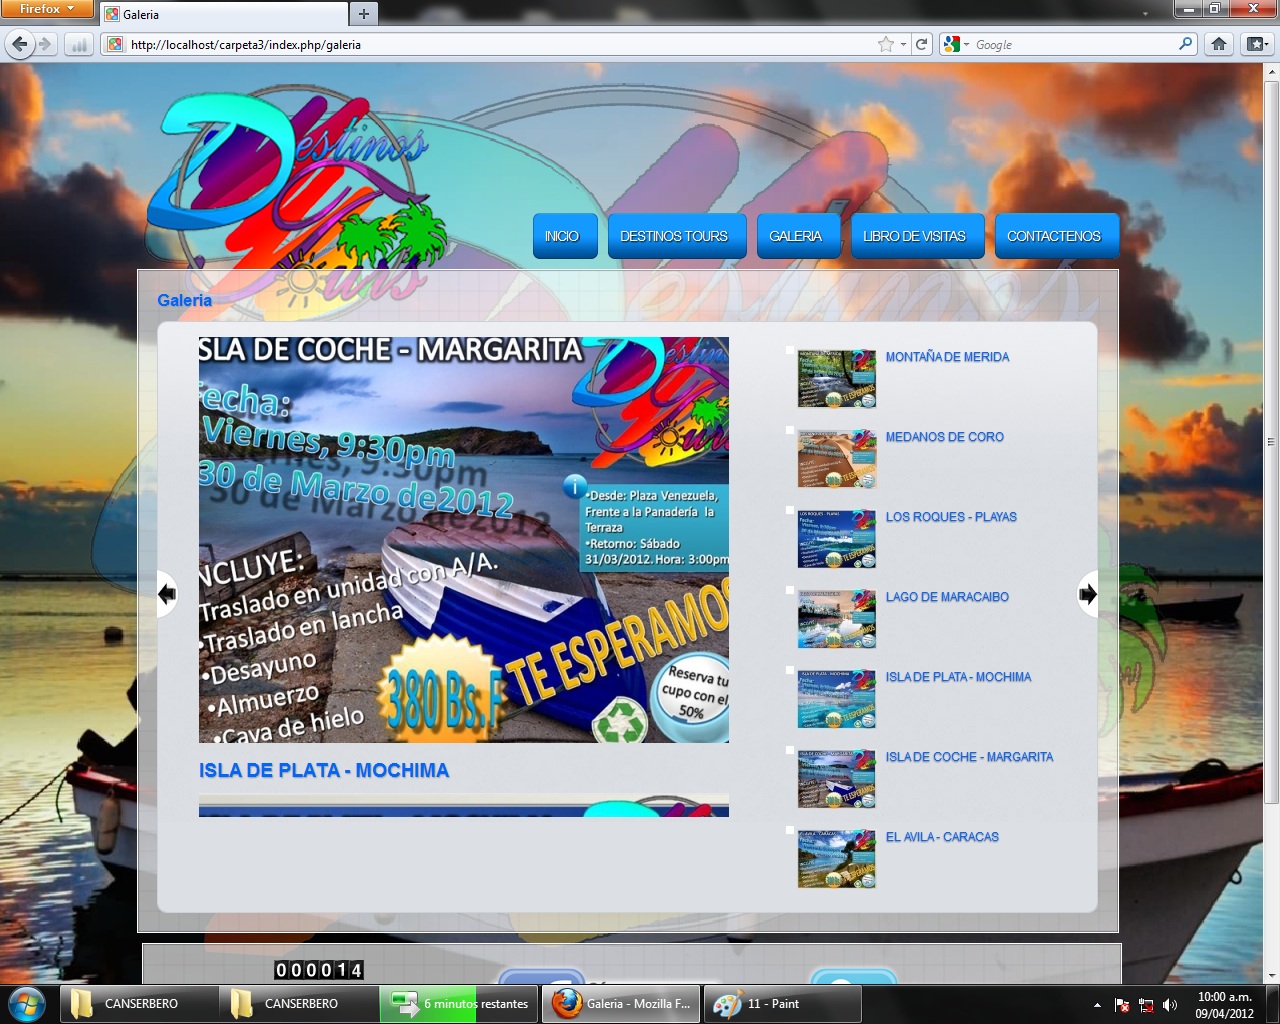 Firefox
Galeria
http://localhost/carpeta3/index.php/galeria
Google
Destinos
Tours
INICIO
DESTINOS TOURS
GALERIA
LIBRO DE VISITAS
CONTACTENOS
Galeria
ISLA DE COCHE - MARGARITA
Fecha:
Viernes, 9:30pm
30 de Marzo de2012
Destinos
Tours
i
•Desde: Plaza Venezuela,
Frente a la Panadería la
Terraza
•Retorno: Sábado
31/03/2012. Hora: 3:00pm
INCLUYE:
Traslado en unidad con A/A.
•Traslado en lancha
•Desayuno
•Almuerzo
•Cava de hielo
380 Bs.F
TE ESPERAMOS
Reserva tu
cupo con el
50%
ISLA DE PLATA - MOCHIMA
MONTAÑA DE MERIDA
MEDANOS DE CORO
LOS ROQUES - PLAYAS
LAGO DE MARACAIBO
ISLA DE PLATA - MOCHIMA
ISLA DE COCHE - MARGARITA
EL AVILA - CARACAS
000014
CANSERBERO
CANSERBERO
6 minutos restantes
Galeria - Mozilla F...
11 - Paint
10:00 a.m.
09/04/2012